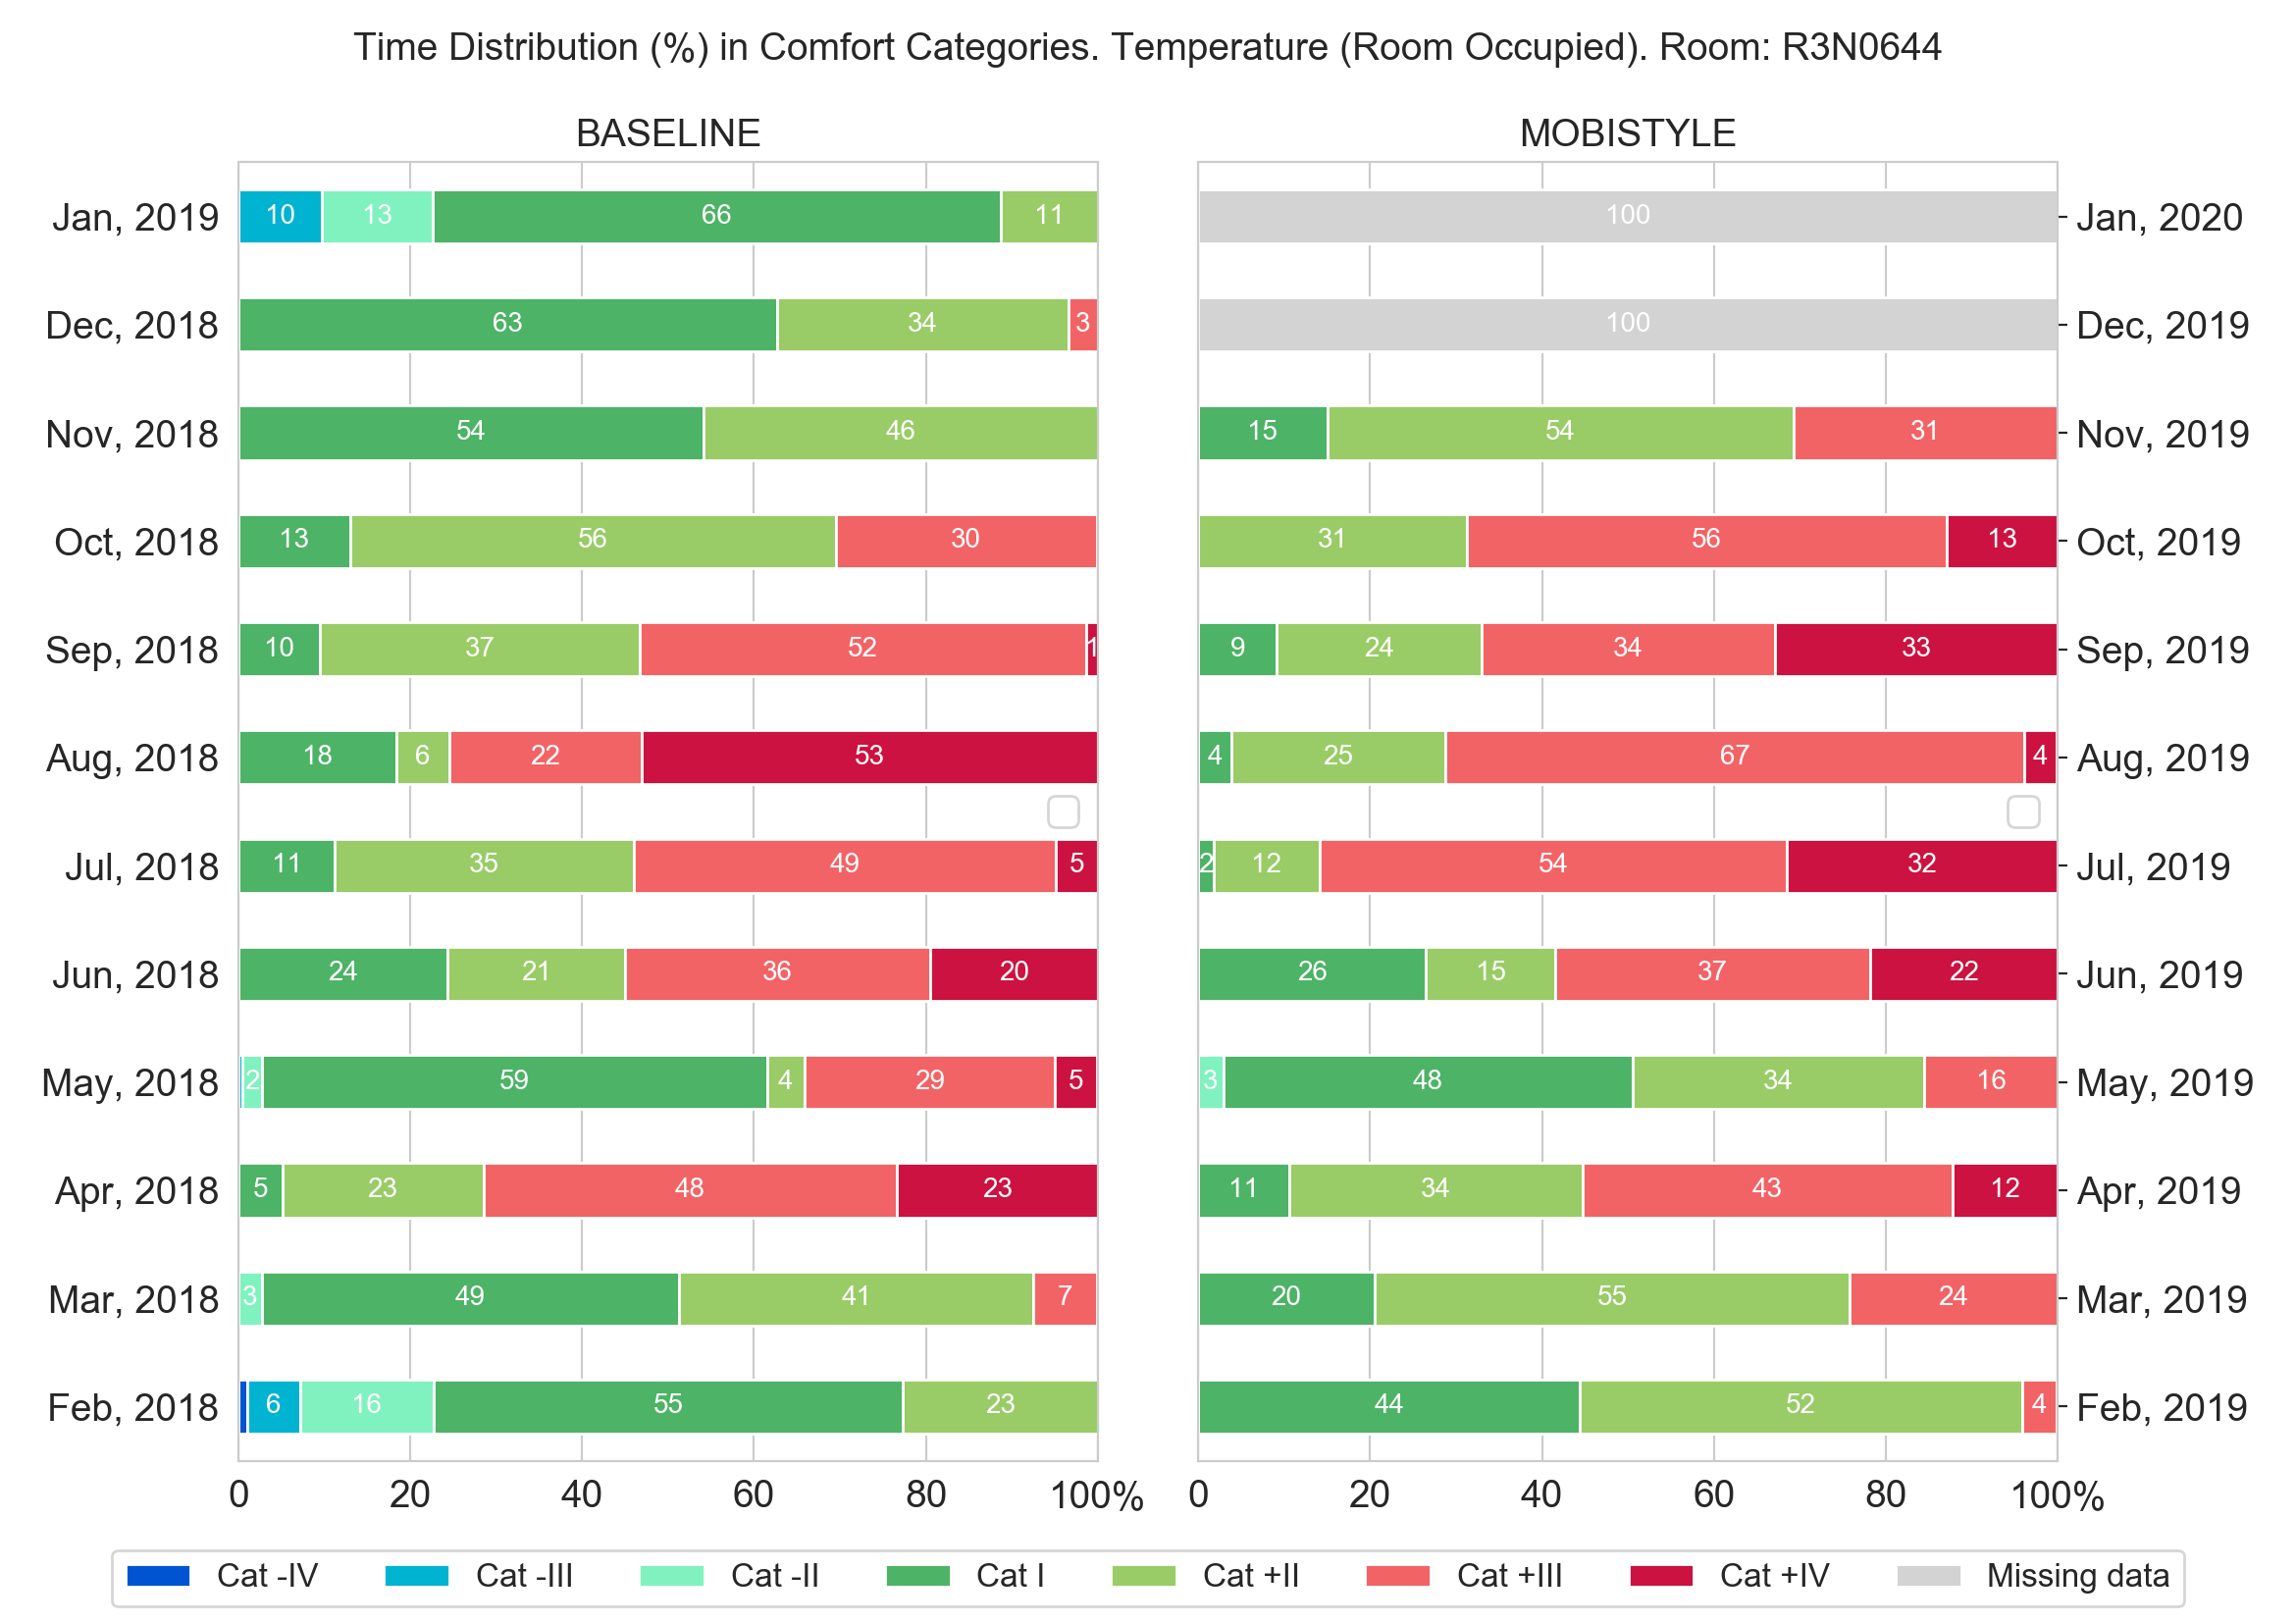 Time Distribution (%) in Comfort Categories. Temperature (Room Occupied). Room: R3N0644
BASELINE
MOBISTYLE
Jan, 2019 10 13 66 11 100 Jan, 2020
Dec, 2018 63 34 3 100 Dec, 2019
Nov, 2018 54 46 15 54 31 Nov, 2019
Oct, 2018 13 56 30 31 56 13 Oct, 2019
Sep, 2018 10 37 52 1 9 24 34 33 Sep, 2019
Aug, 2018 18 6 22 53 4 25 67 4 Aug, 2019
Jul, 2018 11 35 49 5 2 12 54 32 Jul, 2019
Jun, 2018 24 21 36 20 26 15 37 22 Jun, 2019
May, 2018 2 59 4 29 5 3 48 34 16 May, 2019
Apr, 2018 5 23 48 23 11 34 43 12 Apr, 2019
Mar, 2018 3 49 41 7 20 55 24 Mar, 2019
Feb, 2018 6 16 55 23 44 52 4 Feb, 2019
0 20 40 60 80 100% 0 20 40 60 80 100%
Cat -IV Cat -III Cat -II Cat I Cat +II Cat +III Cat +IV Missing data